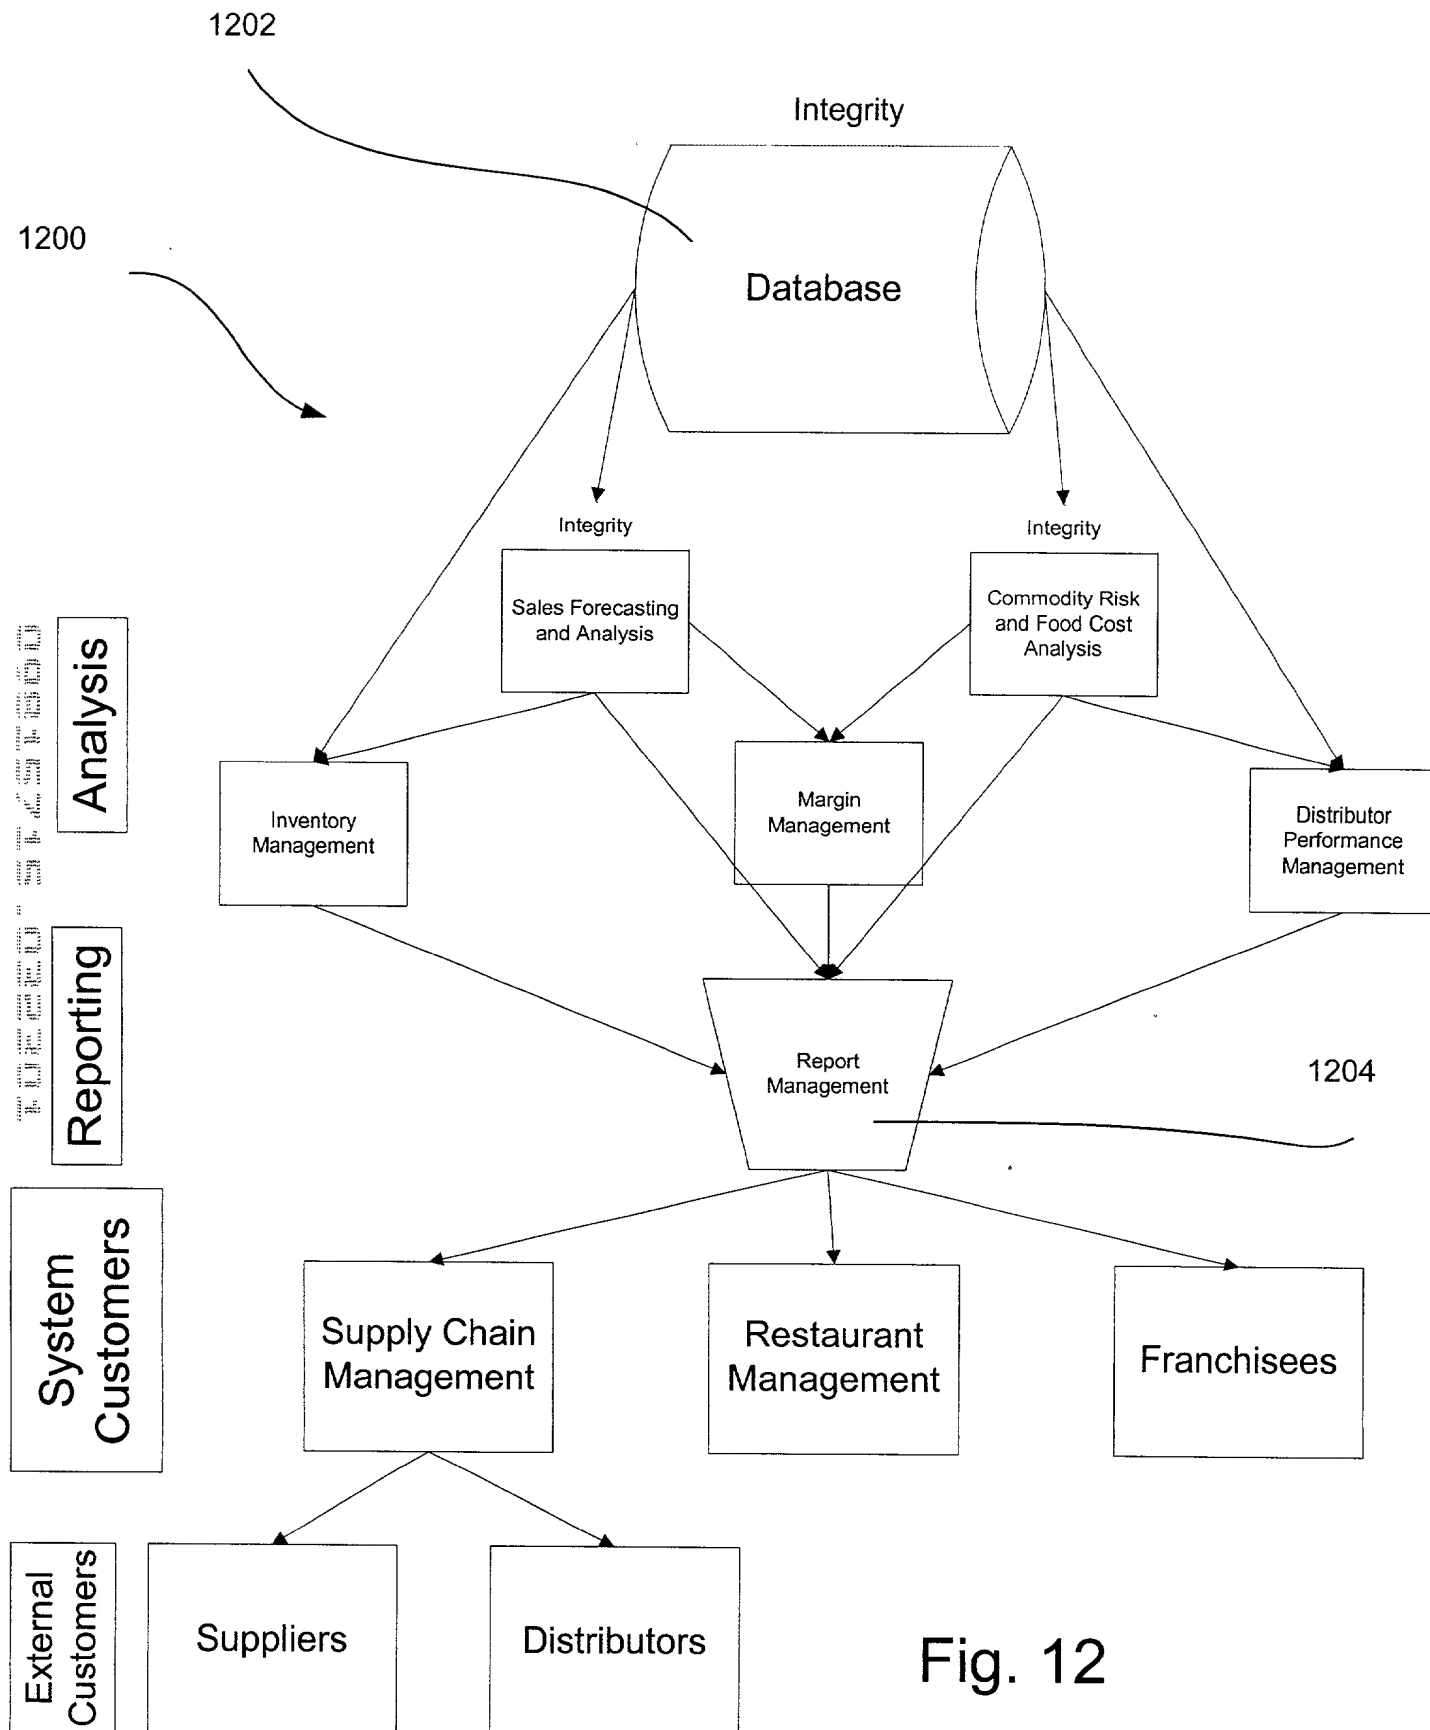 1202
Integrity
1200
Database
Integrity
Integrity
Sales Forecasting
and Analysis
Commodity Risk
and Food Cost
Analysis
Analysis
Inventory
Management
Margin
Management
Distributor
Performance
Management
Reporting
Report
Management
1204
System
Customers
Supply Chain
Management
Restaurant
Management
Franchisees
External
Customers
Suppliers
Distributors
Fig. 12